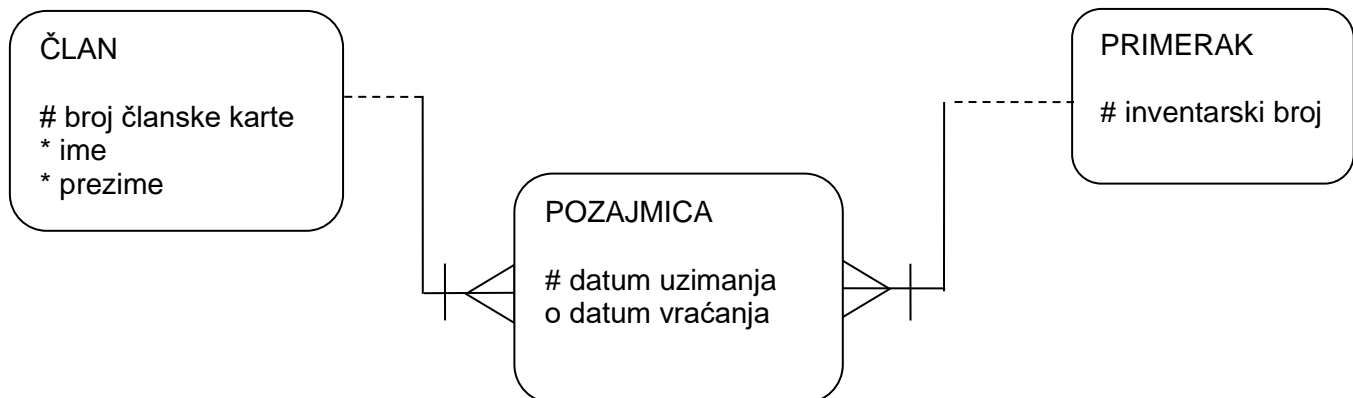 ČLAN
# broj članske karte
* ime
* prezime
PRIMERAK
# inventarski broj
POZAJMICA
# datum uzimanja
o datum vraćanja